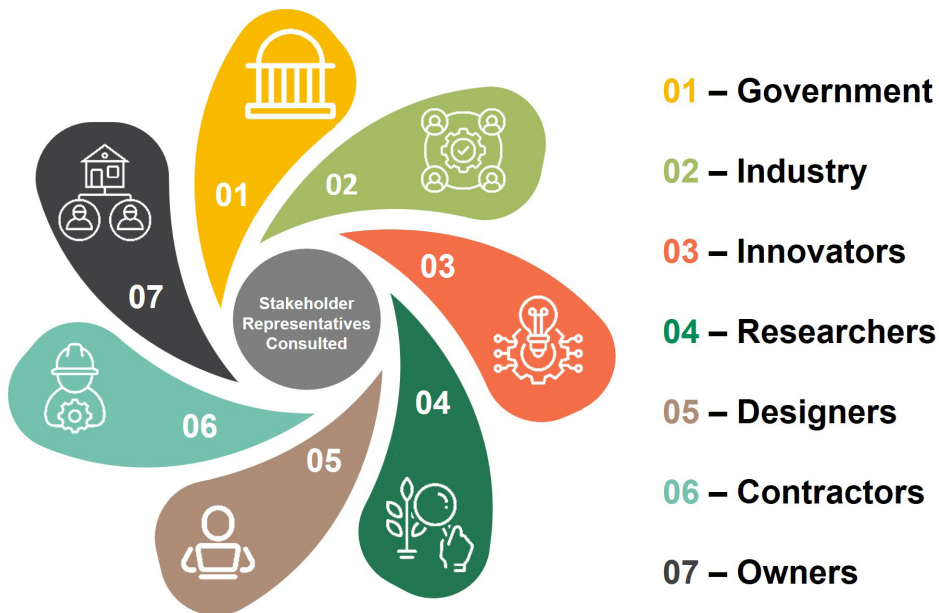 01
02
03
04
05
06
07
Stakeholder
Representatives
Consulted
01 – Government
02 – Industry
03 – Innovators
04 – Researchers
05 – Designers
06 – Contractors
07 – Owners